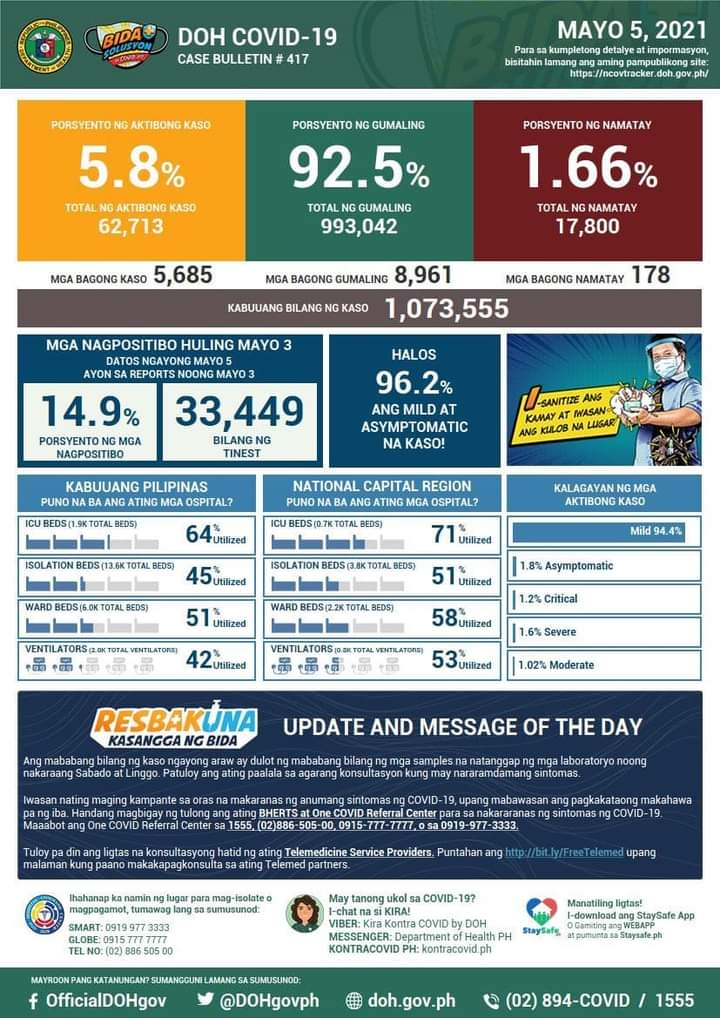 REPUBLIC OF THE PHILIPPINES
DEPARTMENT OF HEALTH
BIDA
SOLUSYON
DOH COVID-19
CASE BULLETIN # 417
MAYO 5, 2021
Para sa kumpletong detalye at impormasyon,
bisitahin lamang ang aming pampublikong site:
https://ncovtracker.doh.gov.ph/
PORSYENTO NG AKTIBONG KASO
5.8%
TOTAL NG AKTIBONG KASO
62,713
PORSYENTO NG GUMALING
92.5%
TOTAL NG GUMALING
993,042
PORSYENTO NG NAMATAY
1.66%
TOTAL NG NAMATAY
17,800
MGA BAGONG KASO 5,685
MGA BAGONG GUMALING 8,961
MGA BAGONG NAMATAY 178
KABUUANG BILANG NG KASO 1,073,555
MGA NAGPOSITIBO HULING MAYO 3
DATOS NGAYONG MAYO 5
AYON SA REPORTS NOONG MAYO 3
14.9%
PORSYENTO NG MGA
NAGPOSITIBO
33,449
BILANG NG
TINEST
HALOS
96.2%
ANG MILD AT
ASYMPTOMATIC
NA KASO!
I-SANITIZE ANG
KAMAY AT IWASAN
ANG KULOB NA LUGAR!
KABUUANG PILIPINAS
PUNO NA BA ANG ATING MGA OSPITAL?
ICU BEDS (1.9K TOTAL BEDS)
64% Utilized
ISOLATION BEDS (13.6K TOTAL BEDS)
45% Utilized
WARD BEDS (6.0K TOTAL BEDS)
51% Utilized
VENTILATORS (2.0K TOTAL VENTILATORS)
42% Utilized
NATIONAL CAPITAL REGION
PUNO NA BA ANG ATING MGA OSPITAL?
ICU BEDS (0.7K TOTAL BEDS)
71% Utilized
ISOLATION BEDS (3.8K TOTAL BEDS)
51% Utilized
WARD BEDS (2.2K TOTAL BEDS)
58% Utilized
VENTILATORS (0.8K TOTAL VENTILATORS)
53% Utilized
KALAGAYAN NG MGA
AKTIBONG KASO
Mild 94.4%
1.8% Asymptomatic
1.2% Critical
1.6% Severe
1.02% Moderate
RESBAKUNA
KASANGGA NG BIDA
UPDATE AND MESSAGE OF THE DAY
Ang mababang bilang ng kaso ngayong araw ay dulot ng mababang bilang ng mga samples na natanggap ng mga laboratoryo noong
nakaraang Sabado at Linggo. Patuloy ang ating paalala sa agarang konsultasyon kung may nararamdamang sintomas.
Iwasan nating maging kampante sa oras na makaranas ng anumang sintomas ng COVID-19, upang mabawasan ang pagkakataong makahawa
pa ng iba. Handang magbigay ng tulong ang ating BHERTS at One COVID Referral Center para sa nakararanas ng sintomas ng COVID-19.
Maaabot ang One COVID Referral Center sa 1555, (02)886-505-00, 0915-777-7777, o sa 0919-977-3333.
Tuloy pa din ang ligtas na konsultasyong hatid ng ating Telemedicine Service Providers. Puntahan ang http://bit.ly/FreeTelemed upang
malaman kung paano makakapagkonsulta sa ating Telemed partners.
Ihahanap ka namin ng lugar para mag-isolate o
magpagamot, tumawag lang sa sumusunod:
SMART: 0919 977 3333
GLOBE: 0915 777 7777
TEL NO: (02) 886 505 00
May tanong ukol sa COVID-19?
I-chat na si KIRA!
VIBER: Kira Kontra COVID by DOH
MESSENGER: Department of Health PH
KONTRACOVID PH: kontracovid.ph
StaySafe
Manatiling ligtas!
I-download ang StaySafe App
O Gamiting ang WEBAPP
at pumunta sa Staysafe.ph
MAYROON PANG KATANUNGAN? SUMANGGUNI LAMANG SA SUMUSUNOD:
OfficialDOHgov
@DOHgovph
doh.gov.ph
(02) 894-COVID / 1555